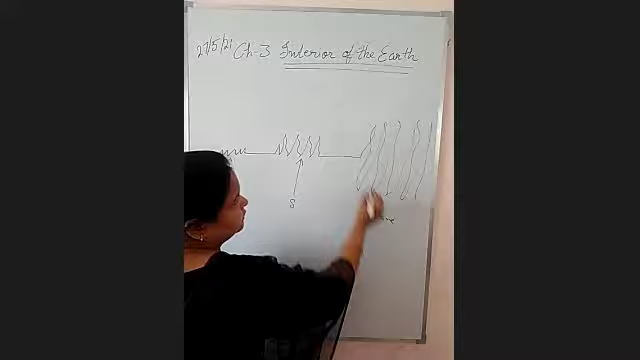 27/5/21 Ch-3 Interior of the Earth
S